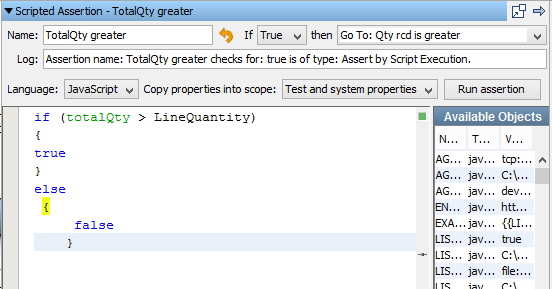 Scripted Assertion - TotalQty greater
Name: TotalQty greater If True then Go To: Qty rcd is greater
Log: Assertion name: TotalQty greater checks for: true is of type: Assert by Script Execution.
Language: JavaScript Copy properties into scope: Test and system properties Run assertion
if (totalQty > LineQuantity)
{
true
}
else
{
false
}
Available Objects
N... T... V...
AG... jav... tcp:...
AG... jav... C:\...
AG... jav... dev...
EN... jav... htt...
EXA... jav... {{LI...
LIS... jav... true
LIS... jav... C:\...
LIS... jav... file:...
LIS... jav... C:\...